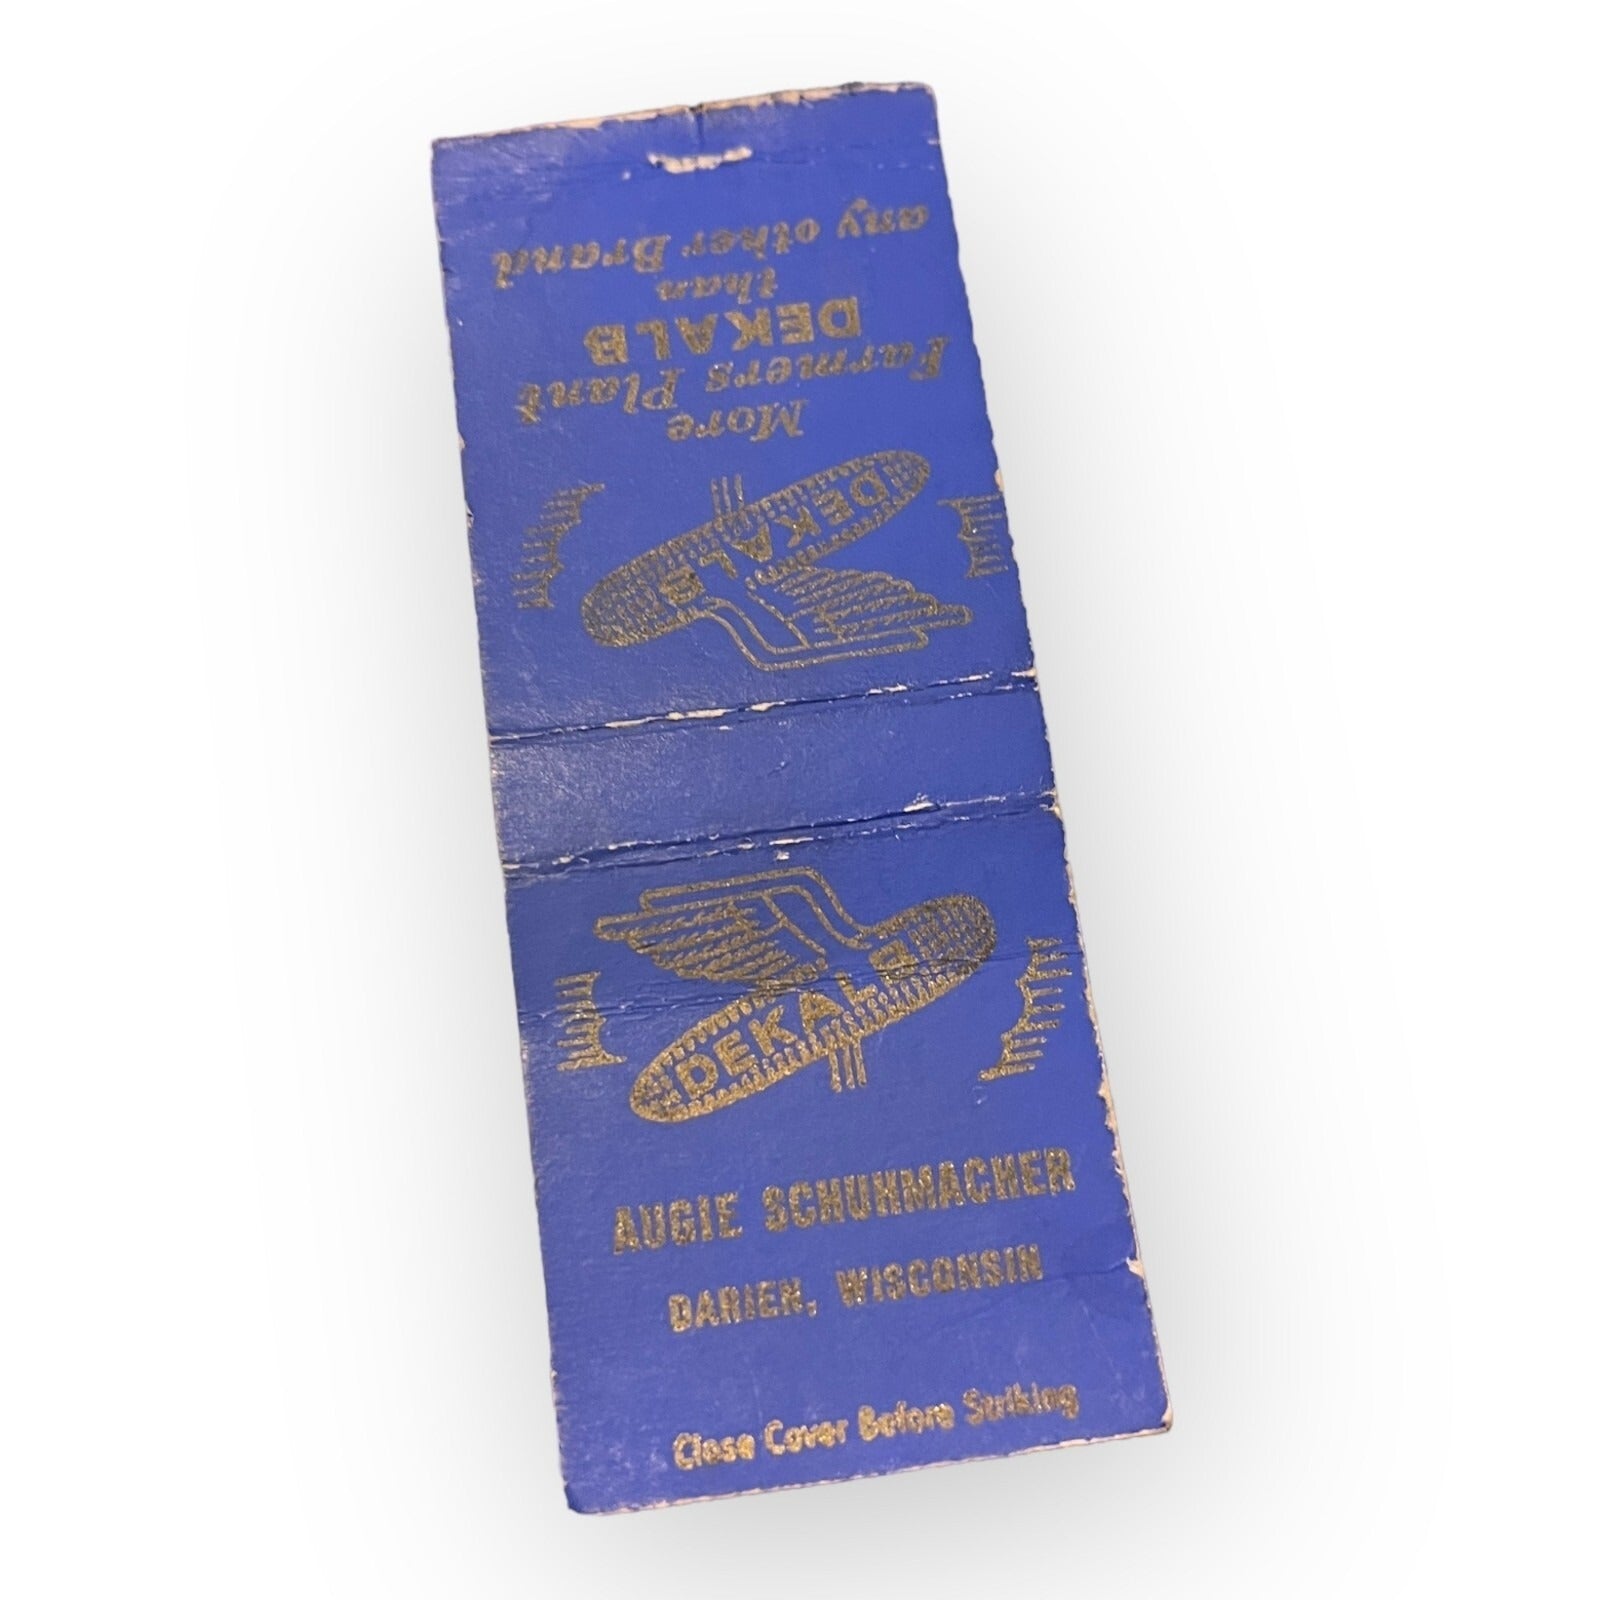 More
Farmers Plant
DEKALB
than
any other Brand
DEKALB
DEKALB
AUGIE SCHUHMACHER
DARIEN, WISCONSIN
Close Cover Before Striking